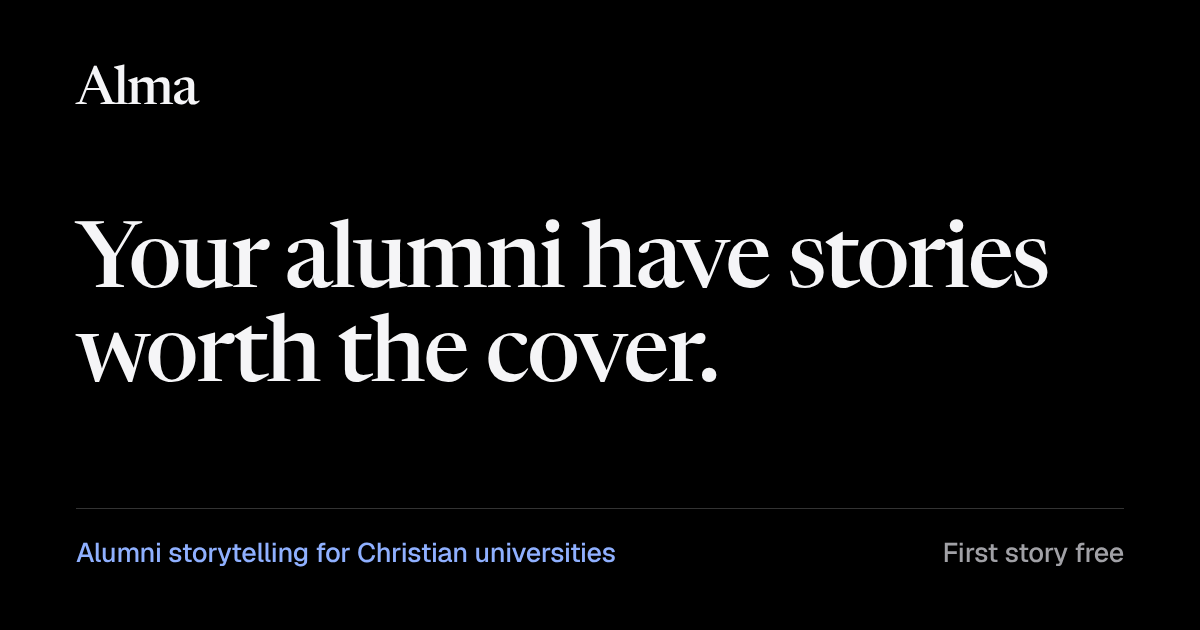 Alma
Your alumni have stories
worth the cover.
Alumni storytelling for Christian universities
First story free